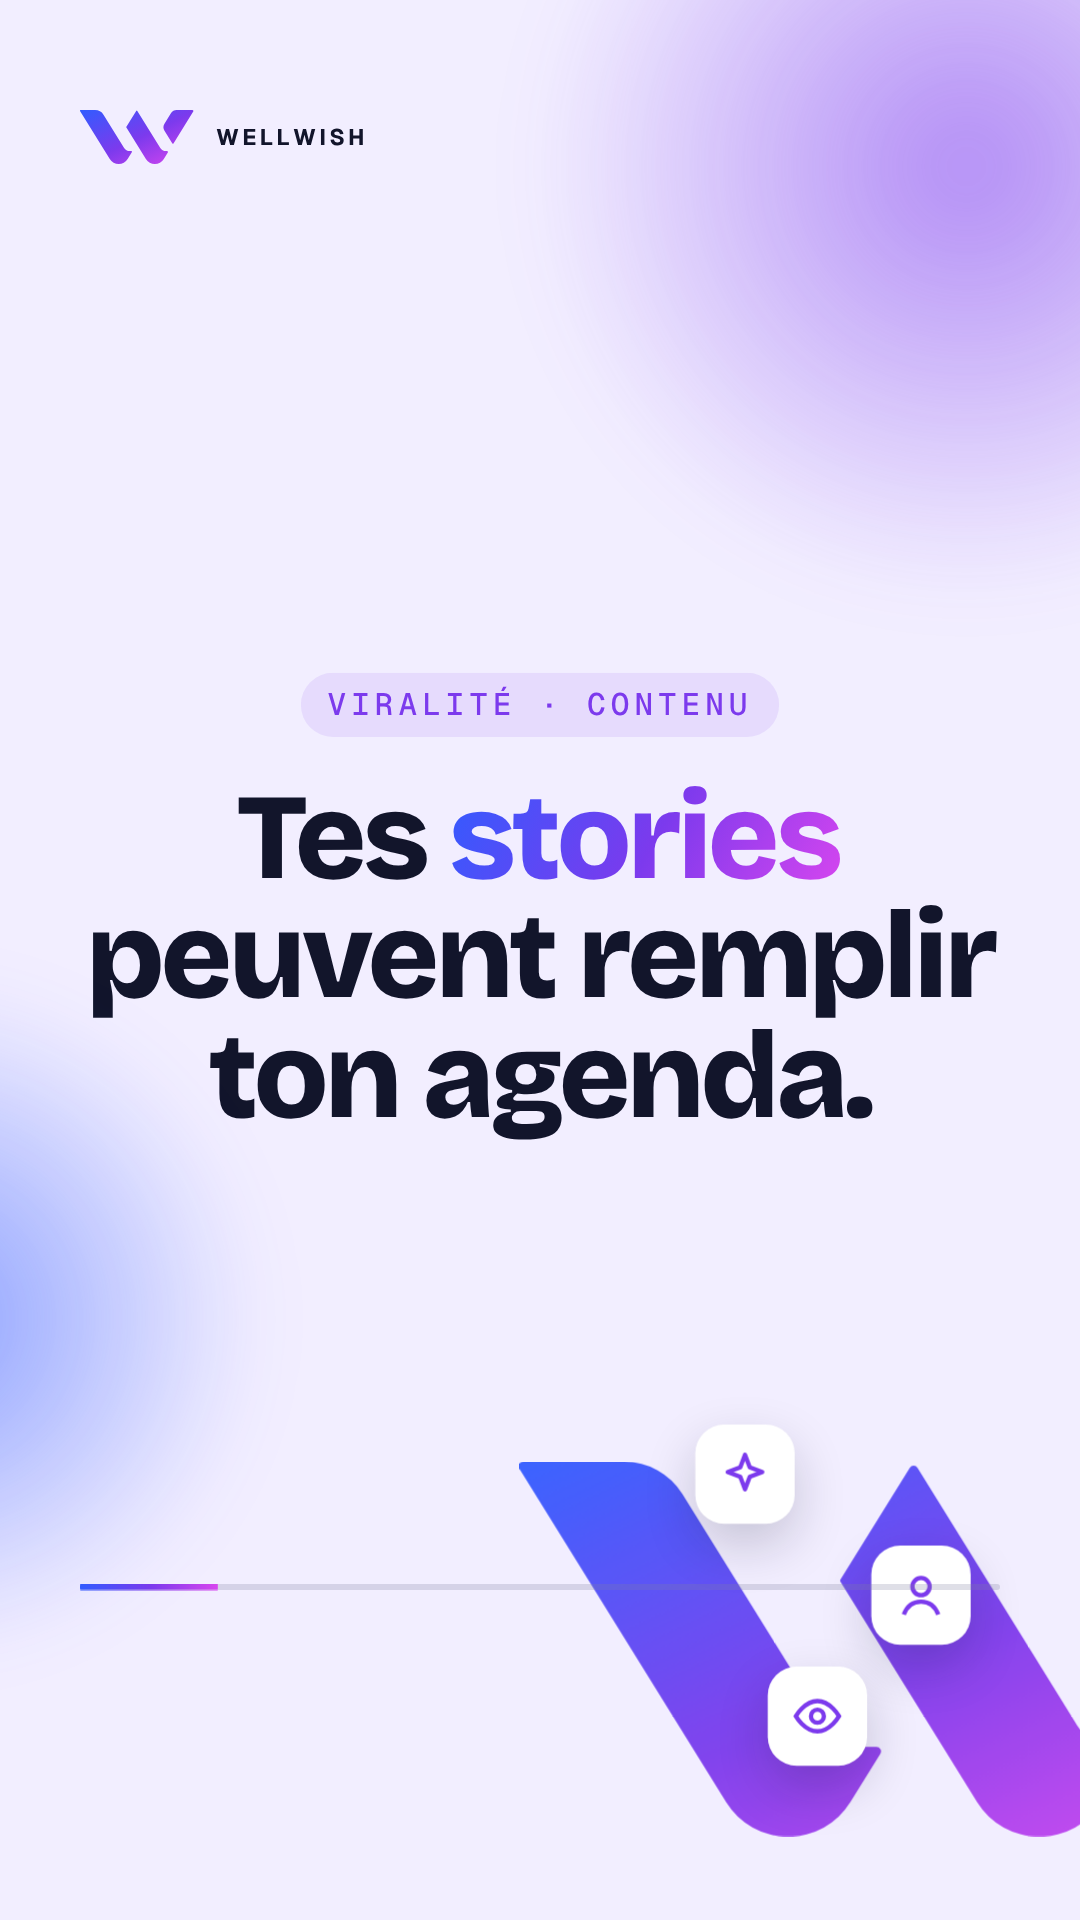 WELLWISH
VIRALITÉ · CONTENU
Tes stories
peuvent remplir
ton agenda.